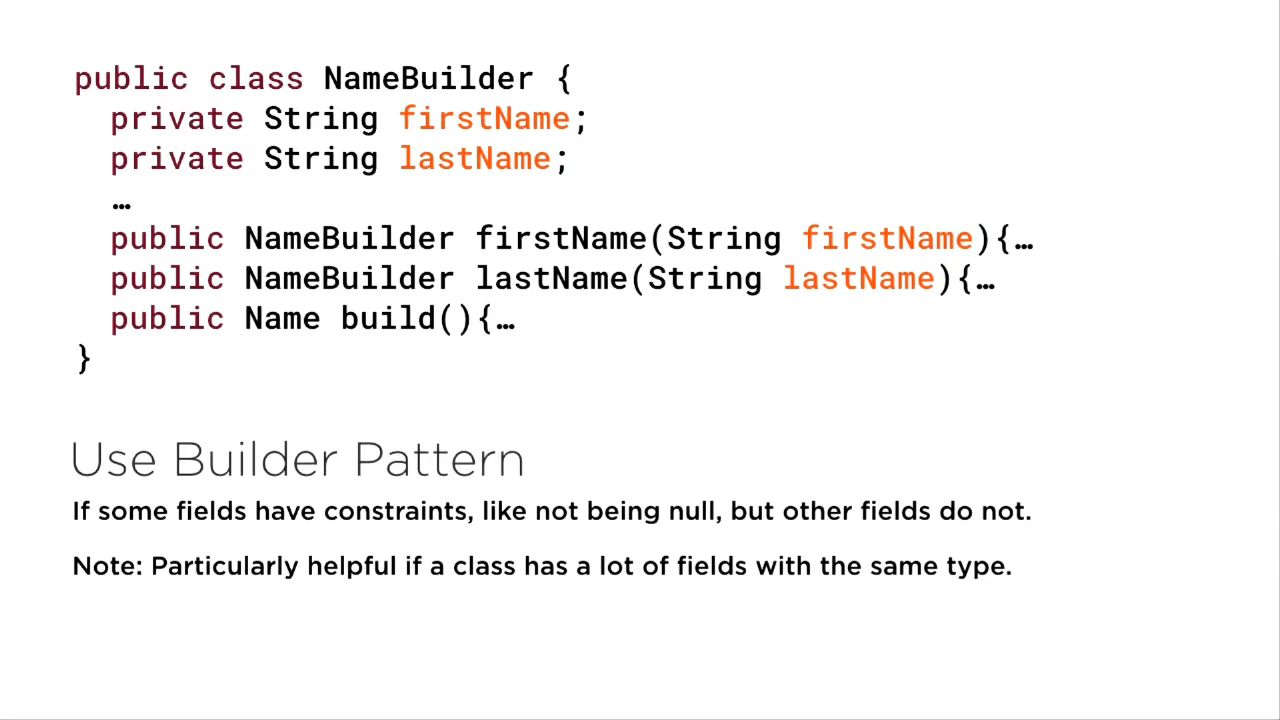 public class NameBuilder {
private String firstName;
private String lastName;
…
public NameBuilder firstName(String firstName){…
public NameBuilder lastName(String lastName){…
public Name build(){…
}
Use Builder Pattern
If some fields have constraints, like not being null, but other fields do not.
Note: Particularly helpful if a class has a lot of fields with the same type.